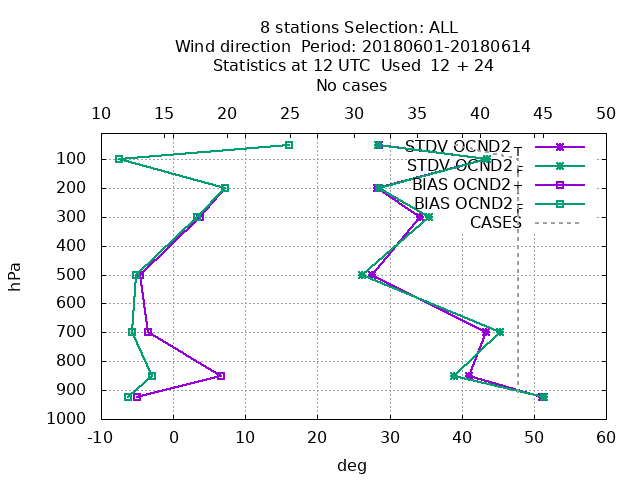 8 stations Selection: ALL
Wind direction  Period: 20180601-20180614
Statistics at 12 UTC  Used  12 + 24
No cases
10 15 20 25 30 35 40 45 50
STDV OCND2+
STDV OCND2-
BIAS OCND2+
BIAS OCND2-
CASES
100
200
300
400
500
600
700
800
900
1000
hPa
-10 0 10 20 30 40 50 60
deg